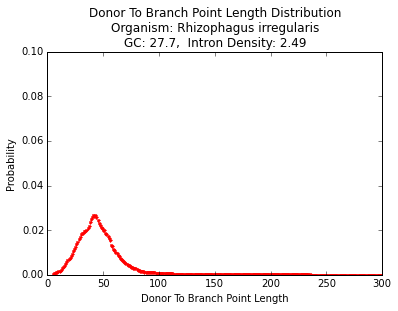 Donor To Branch Point Length Distribution
Organism: Rhizophagus irregularis
GC: 27.7,  Intron Density: 2.49
0.10
0.08
0.06
0.04
0.02
0.00
Probability
0 50 100 150 200 250 300
Donor To Branch Point Length